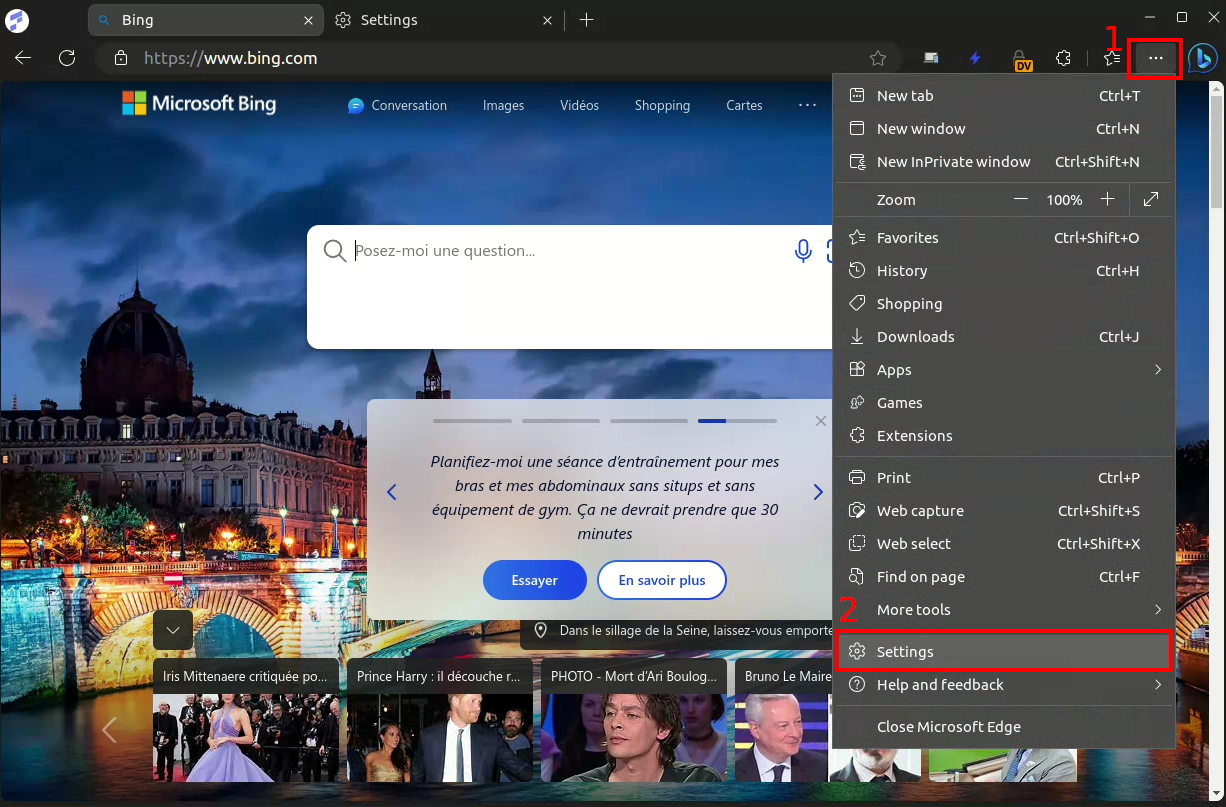 Bing
Settings
1
https://www.bing.com
DV
Microsoft Bing
Conversation
Images
Vidéos
Shopping
Cartes
Posez-moi une question...
Planifiez-moi une séance d'entraînement pour mes
bras et mes abdominaux sans situps et sans
équipement de gym. Ça ne devrait prendre que 30
minutes
Essayer
En savoir plus
Dans le sillage de la Seine, laissez-vous emporte
Iris Mittenaere critiquée po...
Prince Harry : il découche r...
PHOTO - Mort d'Ari Boulog...
Bruno Le Maire
New tab Ctrl+T
New window Ctrl+N
New InPrivate window Ctrl+Shift+N
Zoom 100%
Favorites Ctrl+Shift+O
History Ctrl+H
Shopping
Downloads Ctrl+J
Apps
Games
Extensions
Print Ctrl+P
Web capture Ctrl+Shift+S
Web select Ctrl+Shift+X
Find on page Ctrl+F
More tools
2
Settings
Help and feedback
Close Microsoft Edge